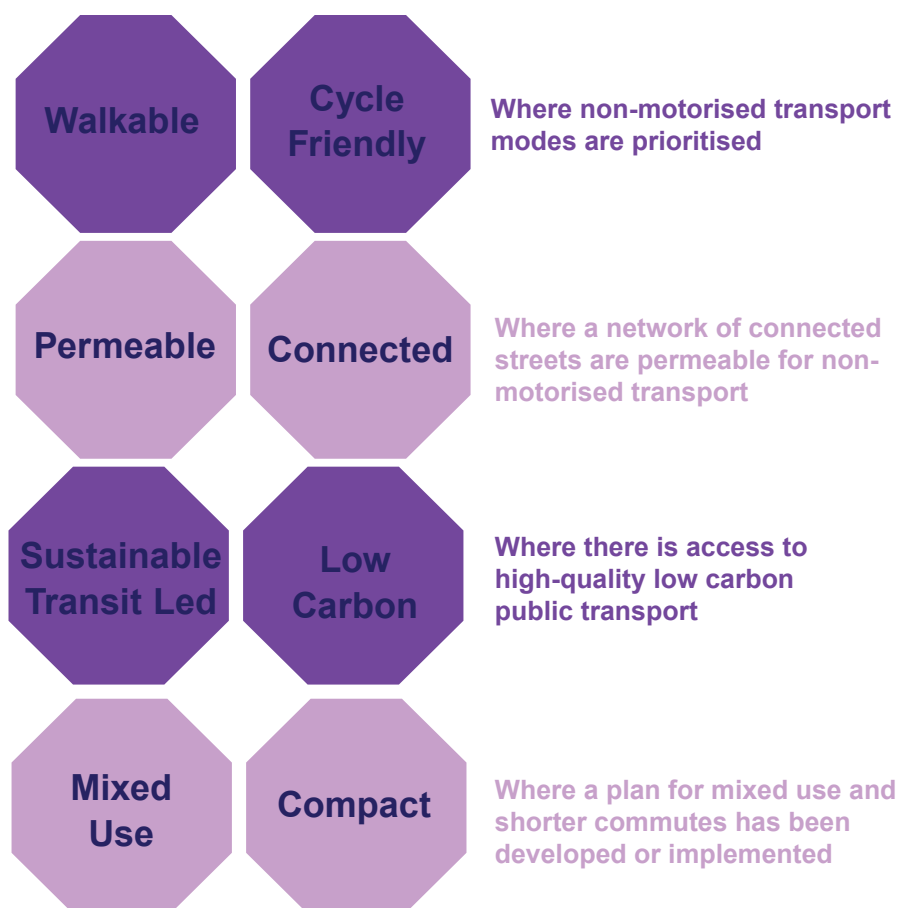 Walkable
Cycle
Friendly
Where non-motorised transport
modes are prioritised
Permeable
Connected
Where a network of connected
streets are permeable for non-
motorised transport
Sustainable
Transit Led
Low
Carbon
Where there is access to
high-quality low carbon
public transport
Mixed
Use
Compact
Where a plan for mixed use and
shorter commutes has been
developed or implemented